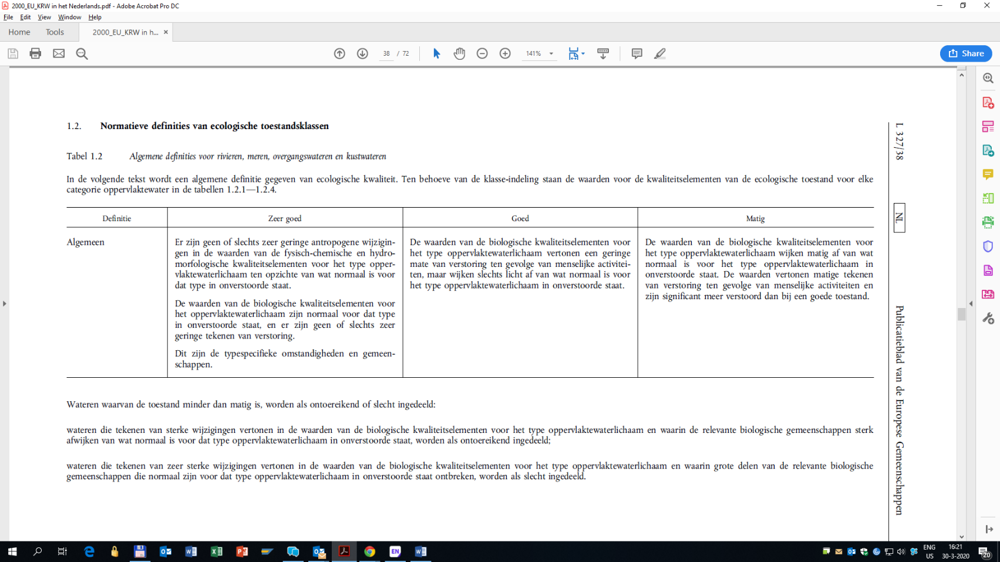 2000_EU_KRW in het Nederlands.pdf - Adobe Acrobat Pro DC
File Edit View Window Help
Home Tools 2000_EU_KRW in h... ×
38 / 72 141% Share
1.2. Normatieve definities van ecologische toestandsklassen
Tabel 1.2 Algemene definities voor rivieren, meren, overgangswateren en kustwateren
In de volgende tekst wordt een algemene definitie gegeven van ecologische kwaliteit. Ten behoeve van de klasse-indeling staan de waarden voor de kwaliteitselementen van de ecologische toestand voor elke
categorie oppervlaktewater in de tabellen 1.2.1—1.2.4.
Definitie Zeer goed Goed Matig
Algemeen
Er zijn geen of slechts zeer geringe antropogene wijzigin-
gen in de waarden van de fysisch-chemische en hydro-
morfologische kwaliteitselementen voor het type opper-
vlaktewaterlichaam ten opzichte van wat normaal is voor
dat type in onverstoorde staat.
De waarden van de biologische kwaliteitselementen voor
het oppervlaktewaterlichaam zijn normaal voor dat type
in onverstoorde staat, en er zijn geen of slechts zeer
geringe tekenen van verstoring.
Dit zijn de typespecifieke omstandigheden en gemeen-
schappen.
De waarden van de biologische kwaliteitselementen voor
het type oppervlaktewaterlichaam vertonen een geringe
mate van verstoring ten gevolge van menselijke activitei-
ten, maar wijken slechts licht af van wat normaal is voor
het type oppervlaktewaterlichaam in onverstoorde staat.
De waarden van de biologische kwaliteitselementen voor
het type oppervlaktewaterlichaam wijken matig af van wat
normaal is voor het type oppervlaktewaterlichaam in
onverstoorde staat. De waarden vertonen matige tekenen
van verstoring ten gevolge van menselijke activiteiten en
zijn significant meer verstoord dan bij een goede toestand.
Wateren waarvan de toestand minder dan matig is, worden als ontoereikend of slecht ingedeeld:
wateren die tekenen van sterke wijzigingen vertonen in de waarden van de biologische kwaliteitselementen voor het type oppervlaktewaterlichaam en waarin de relevante biologische gemeenschappen sterk
afwijken van wat normaal is voor dat type oppervlaktewaterlichaam in onverstoorde staat, worden als ontoereikend ingedeeld;
wateren die tekenen van zeer sterke wijzigingen vertonen in de waarden van de biologische kwaliteitselementen voor het type oppervlaktewaterlichaam en waarin grote delen van de relevante biologische
gemeenschappen die normaal zijn voor dat type oppervlaktewaterlichaam in onverstoorde staat ontbreken, worden als slecht ingedeeld.
L 327/38
NL
Publicatieblad van de Europese Gemeenschappen
EN
ENG
US
16:21
30-3-2020
20